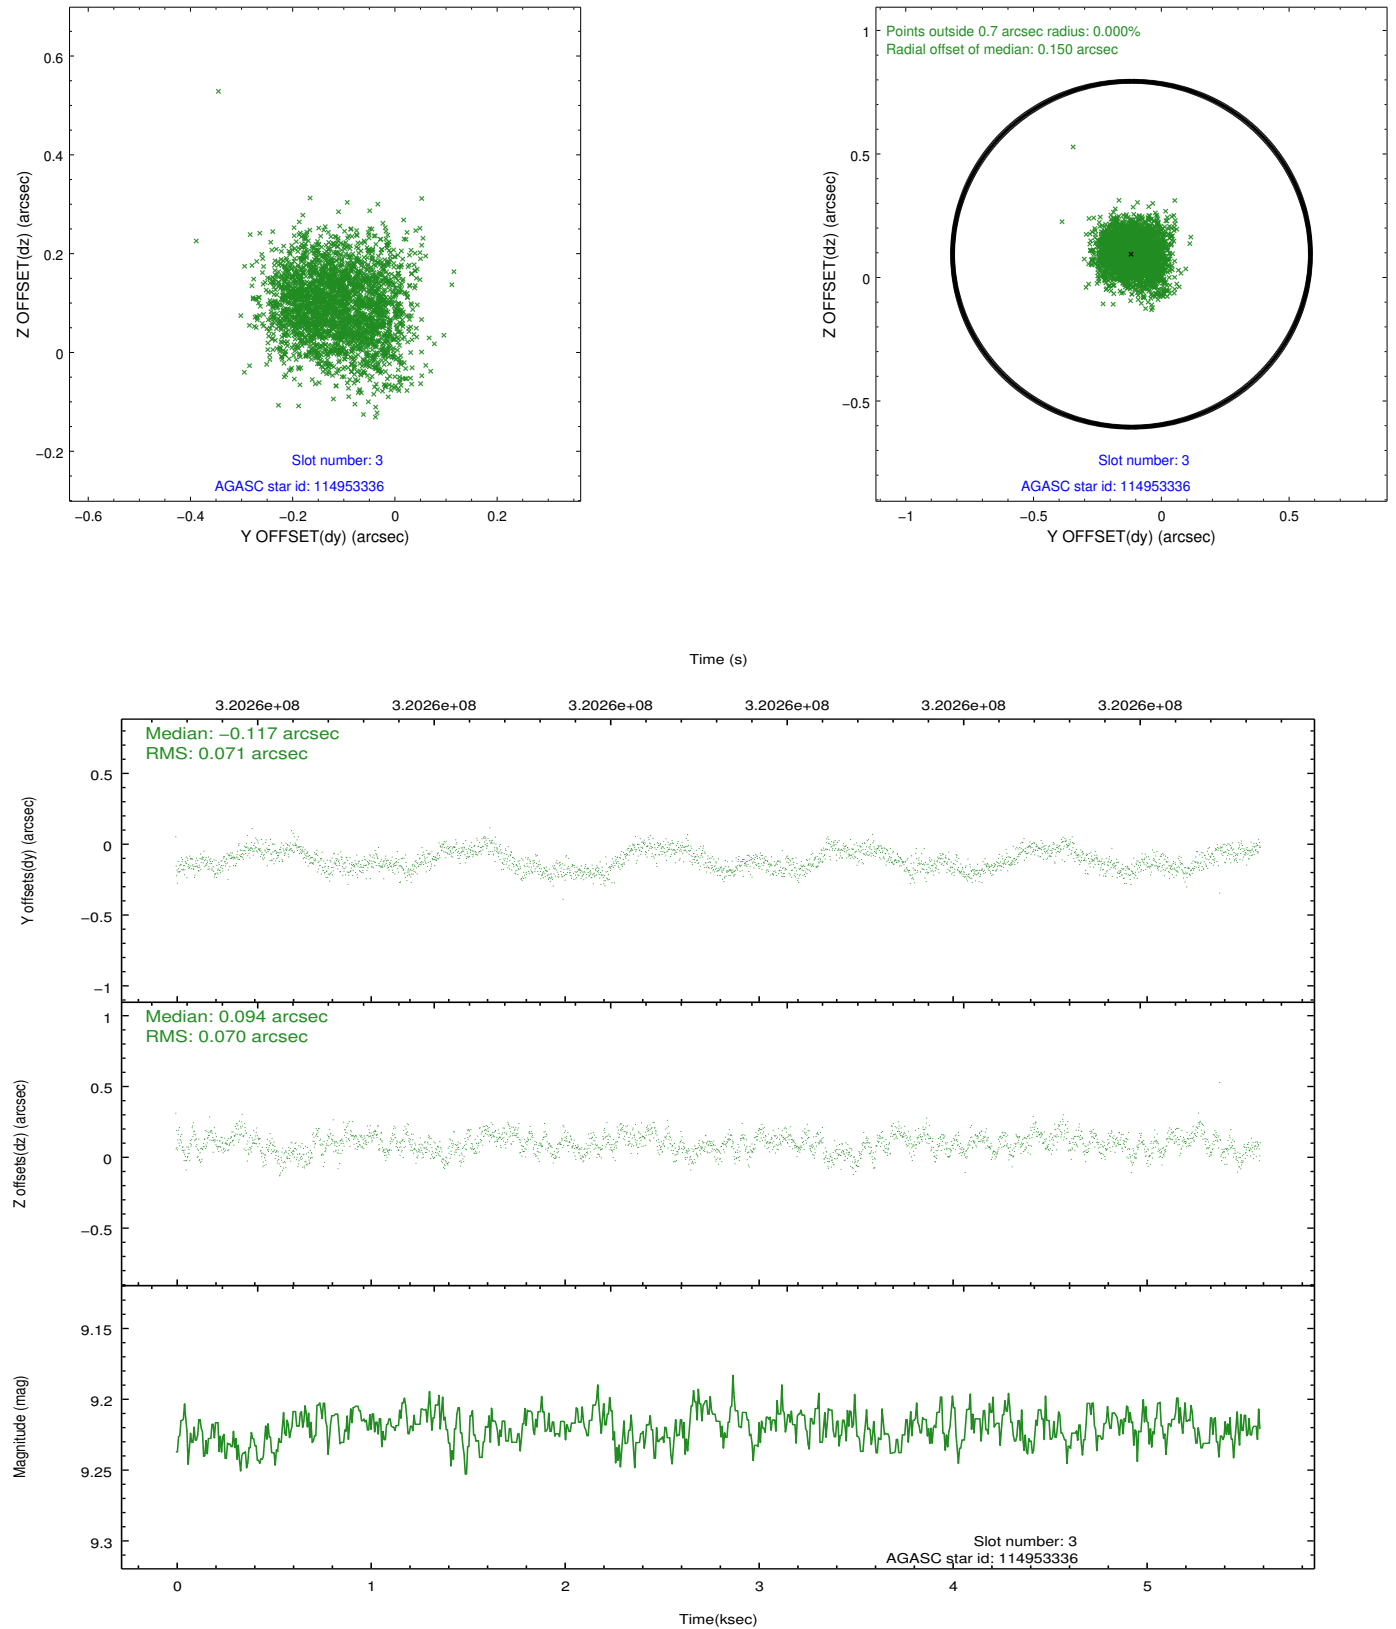 0.6
0.4
0.2
0
−0.2
Z OFFSET(dz) (arcsec)
Slot number: 3
AGASC star id: 114953336
−0.6
−0.4
−0.2
0
0.2
Y OFFSET(dy) (arcsec)
Points outside 0.7 arcsec radius: 0.000%
Radial offset of median: 0.150 arcsec
1
0.5
0
−0.5
Z OFFSET(dz) (arcsec)
Slot number: 3
AGASC star id: 114953336
−1
−0.5
0
0.5
Y OFFSET(dy) (arcsec)
Time (s)
3.2026e+08
3.2026e+08
3.2026e+08
3.2026e+08
3.2026e+08
3.2026e+08
Median: −0.117 arcsec
RMS: 0.071 arcsec
0.5
0
−0.5
−1
Y offsets(dy) (arcsec)
Median: 0.094 arcsec
RMS: 0.070 arcsec
1
0.5
0
−0.5
Z offsets(dz) (arcsec)
9.15
9.2
9.25
9.3
Magnitude (mag)
Slot number: 3
AGASC star id: 114953336
0
1
2
3
4
5
Time(ksec)